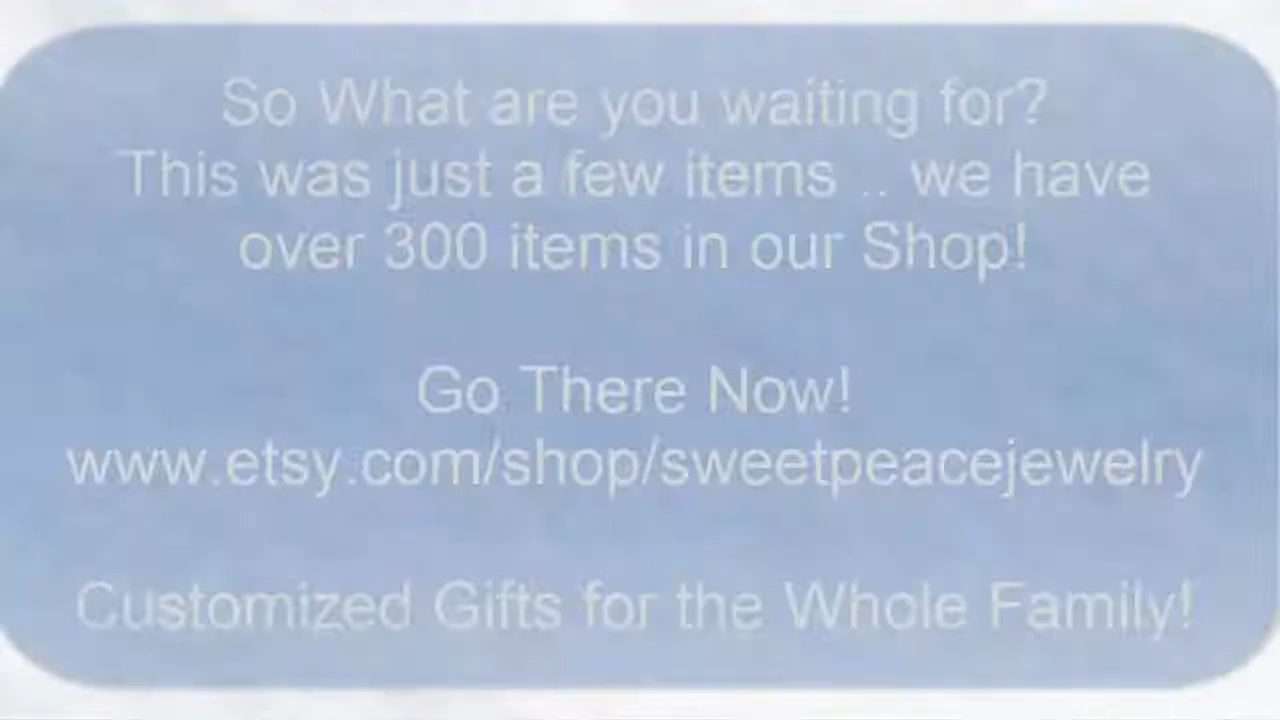 So What are you waiting for?
This was just a few items .. we have
over 300 items in our Shop!
Go There Now!
www.etsy.com/shop/sweetpeacejewelry
Customized Gifts for the Whole Family!